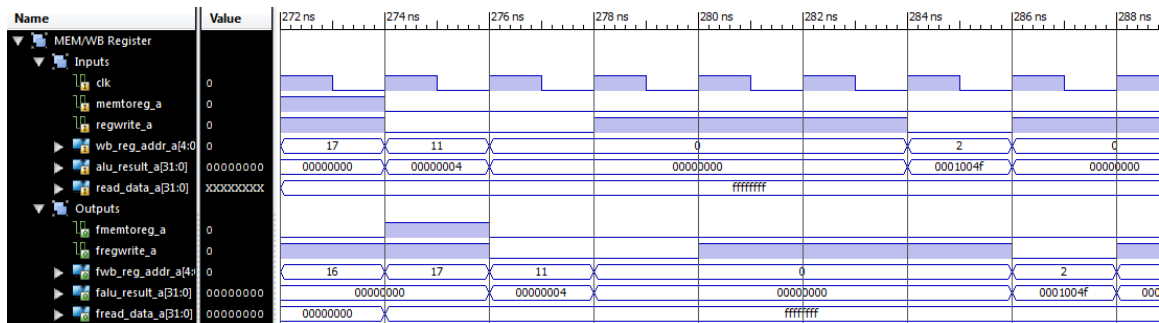 Name Value 272 ns 274 ns 276 ns 278 ns 280 ns 282 ns 284 ns 286 ns 288 ns
MEM/WB Register
Inputs
clk 0
memtoreg_a 0
regwrite_a 0
wb_reg_addr_a[4:0 0 17 11 0 2 0
alu_result_a[31:0] 00000000 00000000 00000004 00000000 0001004f 00000000
read_data_a[31:0] XXXXXXXX ffffffff
Outputs
fmemtoreg_a 0
fregwrite_a 0
fwb_reg_addr_a[4: 0 16 17 11 0 2
falu_result_a[31:0] 00000000 00000000 00000004 00000000 0001004f 000
fread_data_a[31:0] 00000000 00000000 ffffffff